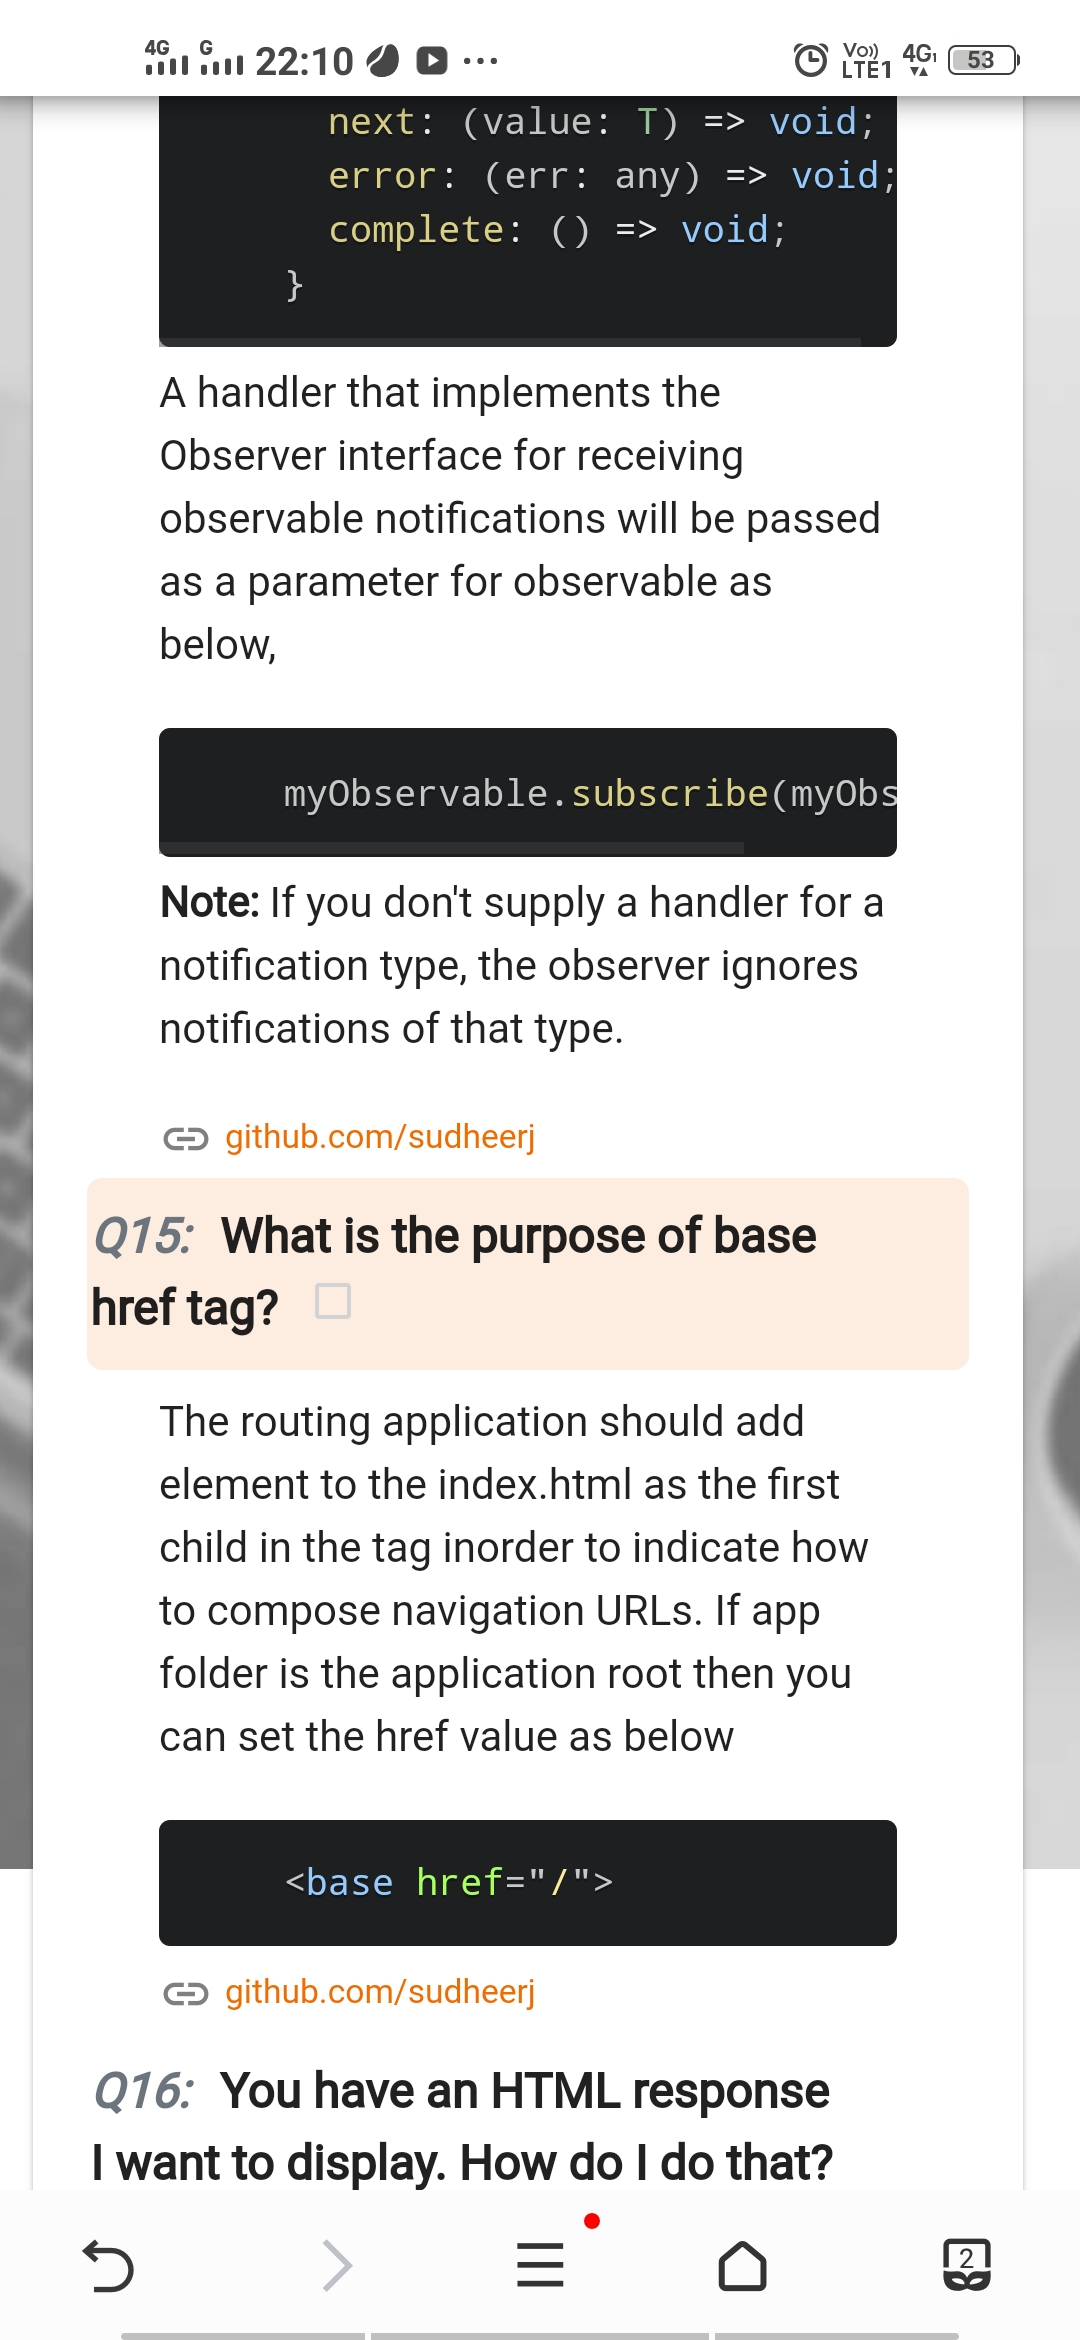 4G G 22:10 ... Vo)) LTE1 4G1 53
next: (value: T) => void;
error: (err: any) => void;
complete: () => void;
}
A handler that implements the
Observer interface for receiving
observable notifications will be passed
as a parameter for observable as
below,
myObservable.subscribe(myObs
Note: If you don't supply a handler for a
notification type, the observer ignores
notifications of that type.
github.com/sudheerj
Q15: What is the purpose of base
href tag?
The routing application should add
element to the index.html as the first
child in the tag inorder to indicate how
to compose navigation URLs. If app
folder is the application root then you
can set the href value as below
<base href="/">
github.com/sudheerj
Q16: You have an HTML response
I want to display. How do I do that?
2